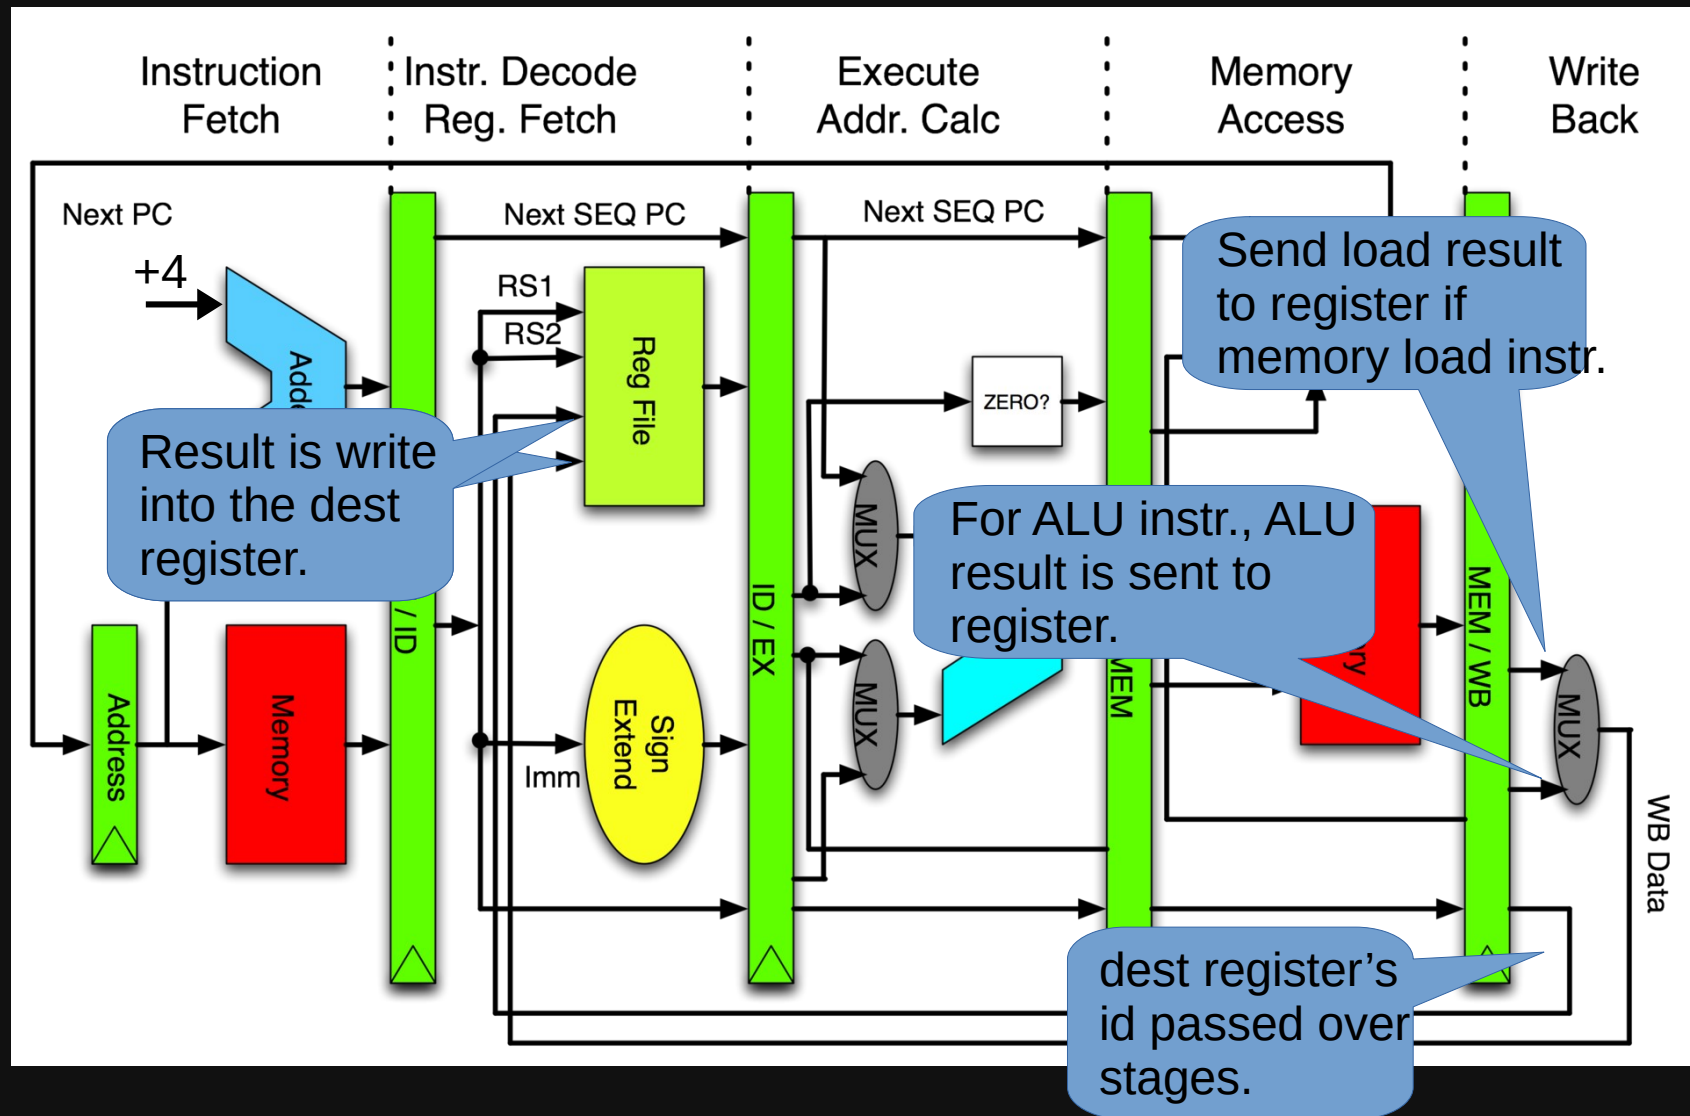 Instruction
Fetch
Instr. Decode
Reg. Fetch
Execute
Addr. Calc
Memory
Access
Write
Back
Next PC
+4
Next SEQ PC
Next SEQ PC
RS1
RS2
Reg File
ZERO?
Send load result
to register if
memory load instr.
Result is write
into the dest
register.
MUX
For ALU instr., ALU
result is sent to
register.
/ ID
ID / EX
MEM
MEM / WB
Address
Memory
Sign
Extend
Imm
MUX
MUX
WB Data
dest register’s
id passed over
stages.